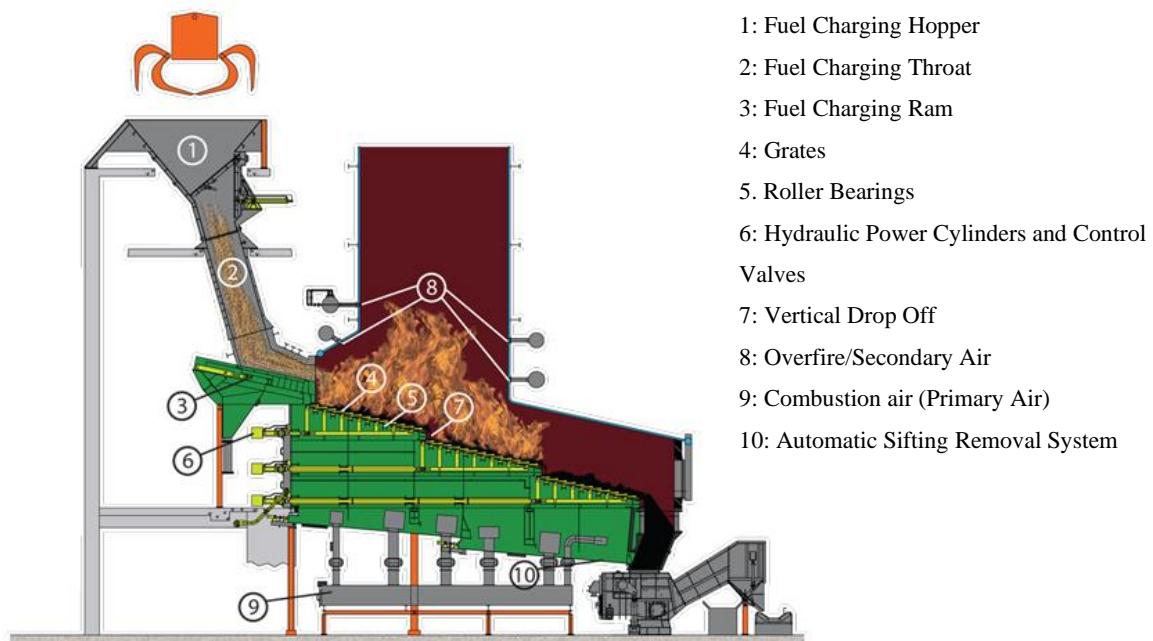 1: Fuel Charging Hopper
2: Fuel Charging Throat
3: Fuel Charging Ram
4: Grates
5. Roller Bearings
6: Hydraulic Power Cylinders and Control
Valves
7: Vertical Drop Off
8: Overfire/Secondary Air
9: Combustion air (Primary Air)
10: Automatic Sifting Removal System
1
2
8
4
5
7
3
6
10
9